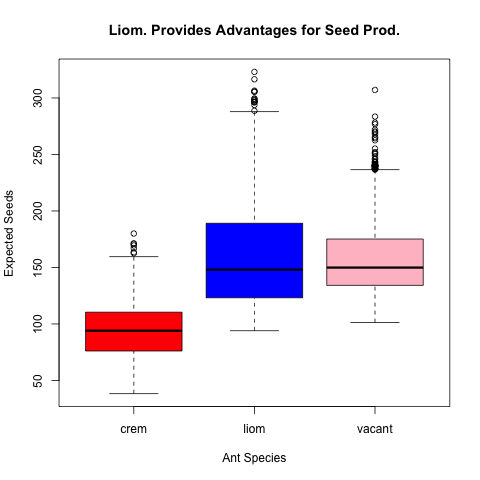 Liom. Provides Advantages for Seed Prod.
Expected Seeds
300
250
200
150
100
50
crem liom vacant
Ant Species